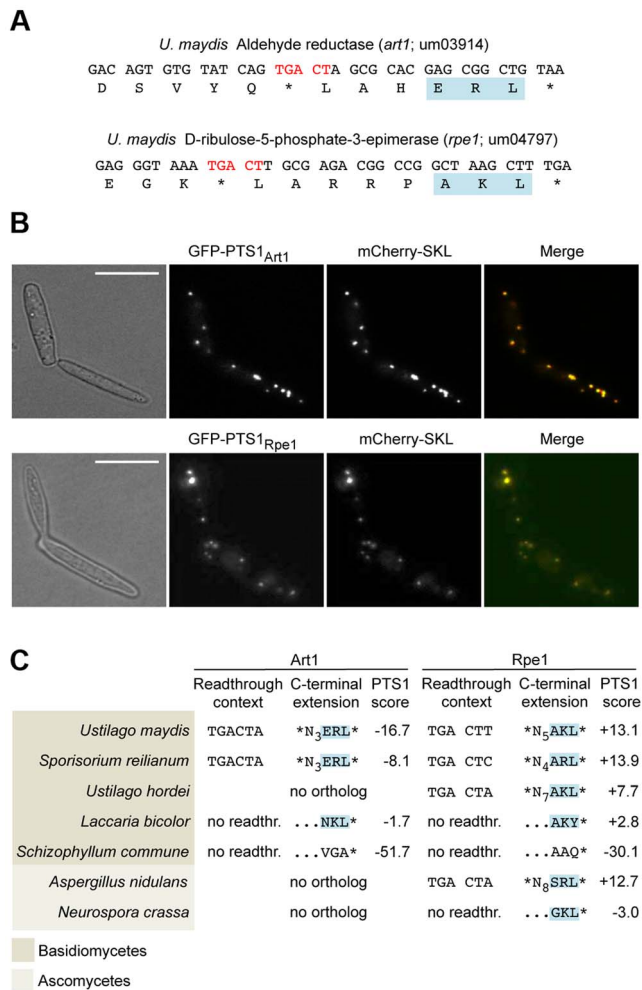 A
U. maydis Aldehyde reductase (art1; um03914)
GAC AGT GTG TAT CAG TGA CTA GCG CAC GAG CGG CTG TAA
D S V Y Q * L A H E R L *
U. maydis D-ribulose-5-phosphate-3-epimerase (rpe1; um04797)
GAG GGT AAA TGA CTT GCG AGA CGG CCG GCT AAG CTT TGA
E G K * L A R R P A K L *
B
GFP-PTS1Art1 mCherry-SKL Merge
GFP-PTS1Rpe1 mCherry-SKL Merge
C
Art1 Rpe1
Readthrough context C-terminal extension PTS1 score Readthrough context C-terminal extension PTS1 score
Ustilago maydis TGACTA *N3ERL* -16.7 TGA CTT *N5AKL* +13.1
Sporisorium reilianum TGACTA *N3ERL* -8.1 TGA CTC *N4ARL* +13.9
Ustilago hordei no ortholog TGA CTA *N7AKL* +7.7
Laccaria bicolor no readthr. ...NKL* -1.7 no readthr. ...AKY* +2.8
Schizophyllum commune no readthr. ...VGA* -51.7 no readthr. ...AAQ* -30.1
Aspergillus nidulans no ortholog TGA CTA *N8SRL* +12.7
Neurospora crassa no ortholog no readthr. ...GKL* -3.0
Basidiomycetes
Ascomycetes